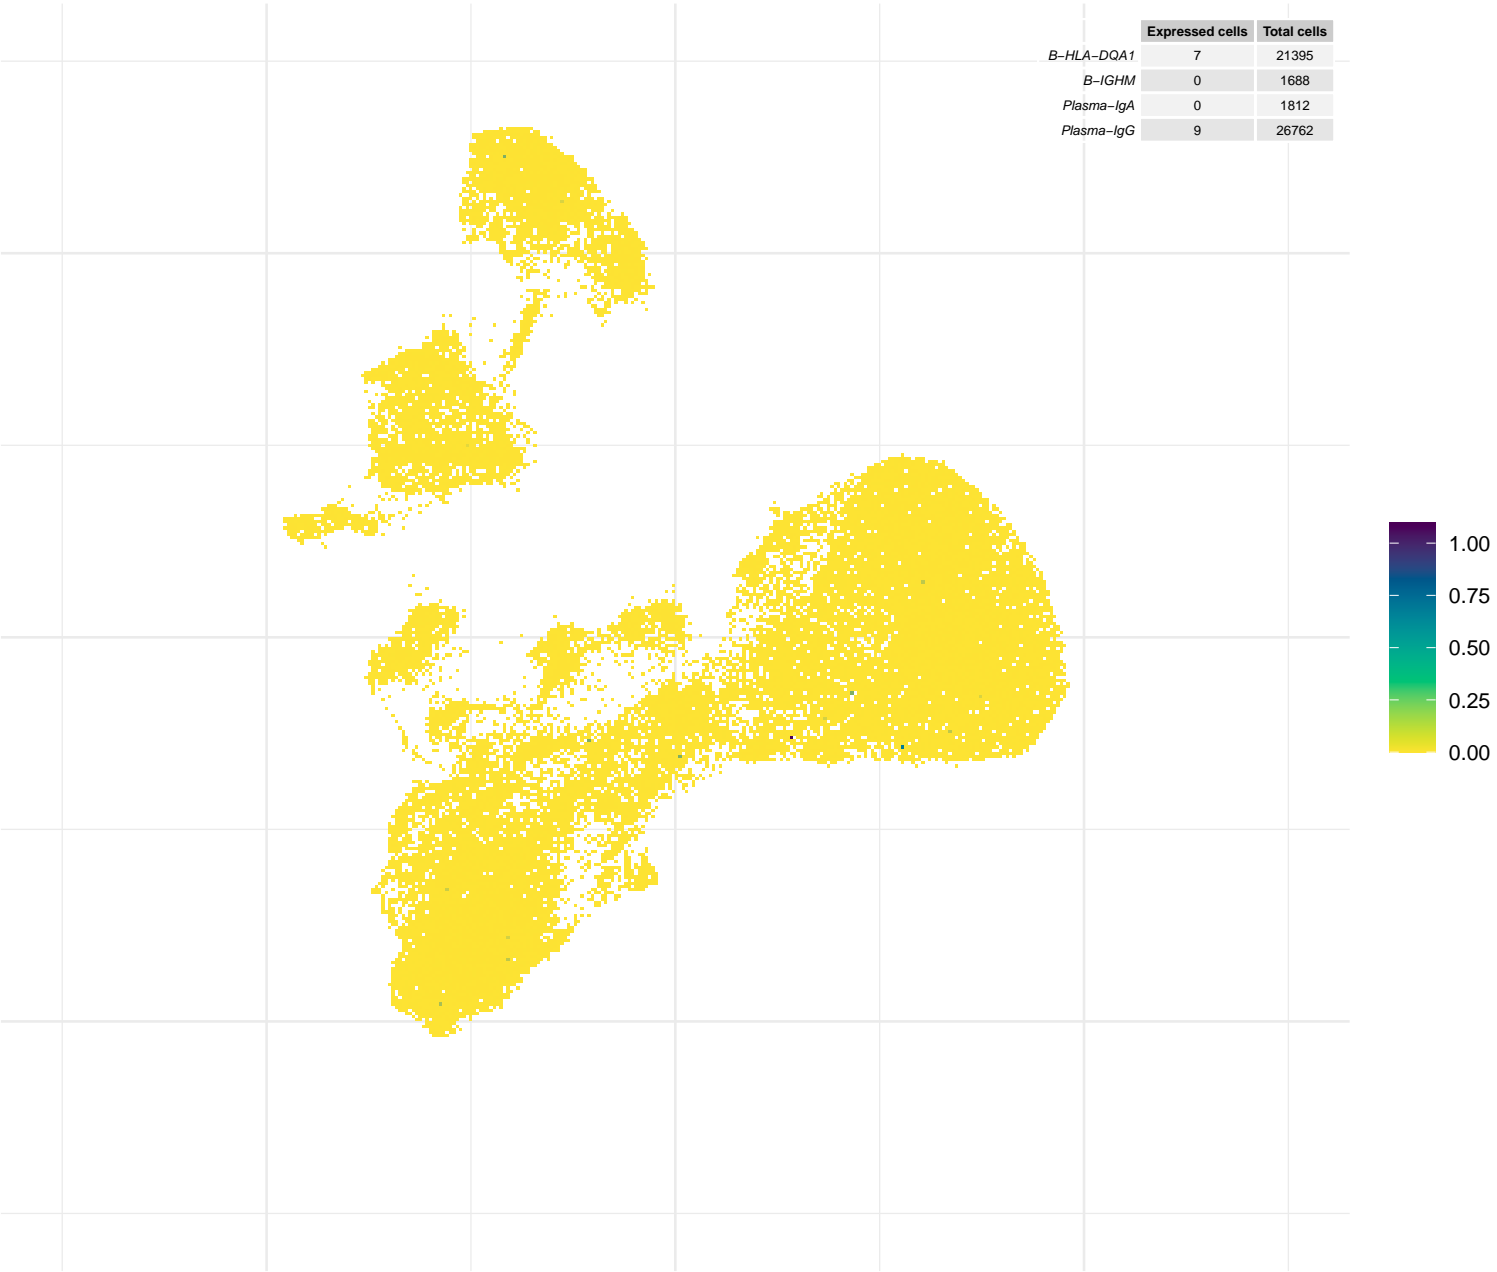 Expressed cells Total cells
B−HLA−DQA1 7 21395
B−IGHM 0 1688
Plasma−IgA 0 1812
Plasma−IgG 9 26762
1.00
0.75
0.50
0.25
0.00